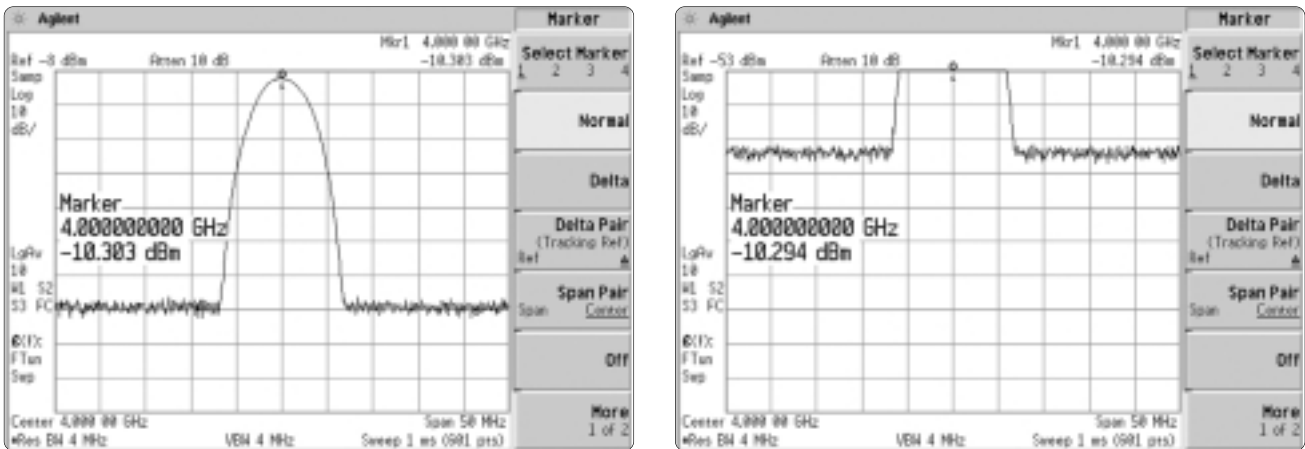 Agilent
Marker
Mkr1 4.000 00 GHz
Ref -8 dBm Atten 10 dB -10.303 dBm
Samp
Log
10
dB/
Marker
4.000000000 GHz
-10.303 dBm
LgAv
10
W1 S2
S3 FC
£(f):
FTun
Swp
Center 4.000 00 GHz Span 50 MHz
#Res BW 4 MHz VBW 4 MHz Sweep 1 ms (601 pts)
Select Marker
1 2 3 4
Normal
Delta
Delta Pair
(Tracking Ref)
Ref
Span Pair
Span Center
Off
More
1 of 2
Agilent
Marker
Mkr1 4.000 00 GHz
Ref -53 dBm Atten 10 dB -10.294 dBm
Samp
Log
10
dB/
Marker
4.000000000 GHz
-10.294 dBm
LgAv
10
W1 S2
S3 FC
£(f):
FTun
Swp
Center 4.000 00 GHz Span 50 MHz
#Res BW 4 MHz VBW 4 MHz Sweep 1 ms (601 pts)
Select Marker
1 2 3 4
Normal
Delta
Delta Pair
(Tracking Ref)
Ref
Span Pair
Span Center
Off
More
1 of 2